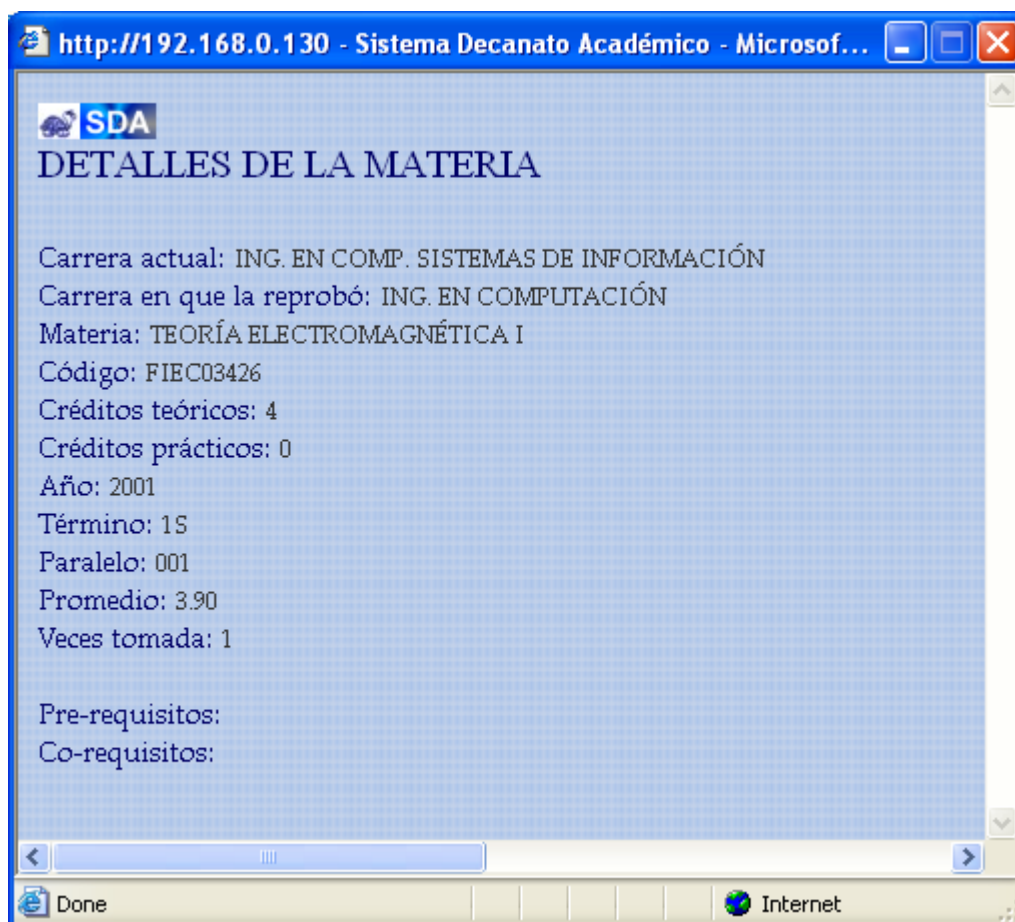 http://192.168.0.130 - Sistema Decanato Académico - Microsof...
SDA
DETALLES DE LA MATERIA
Carrera actual: ING. EN COMP. SISTEMAS DE INFORMACIÓN
Carrera en que la reprobó: ING. EN COMPUTACIÓN
Materia: TEORÍA ELECTROMAGNÉTICA I
Código: FIEC03426
Créditos teóricos: 4
Créditos prácticos: 0
Año: 2001
Término: 1S
Paralelo: 001
Promedio: 3.90
Veces tomada: 1
Pre-requisitos:
Co-requisitos:
Done Internet